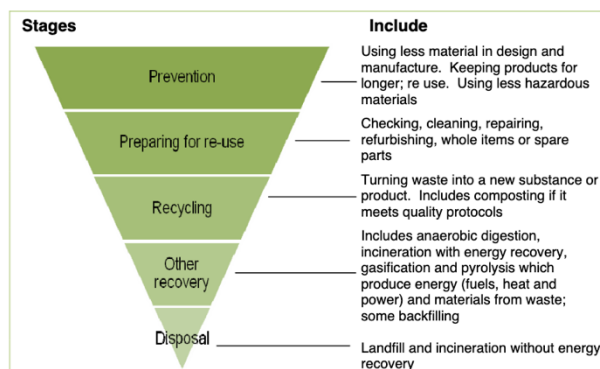 Stages
Include
Prevention
Using less material in design and
manufacture.  Keeping products for
longer; re use.  Using less hazardous
materials
Preparing for re-use
Checking, cleaning, repairing,
refurbishing, whole items or spare
parts
Recycling
Turning waste into a new substance or
product.  Includes composting if it
meets quality protocols
Other
recovery
Includes anaerobic digestion,
incineration with energy recovery,
gasification and pyrolysis which
produce energy (fuels, heat and
power) and materials from waste;
some backfilling
Disposal
Landfill and incineration without energy
recovery